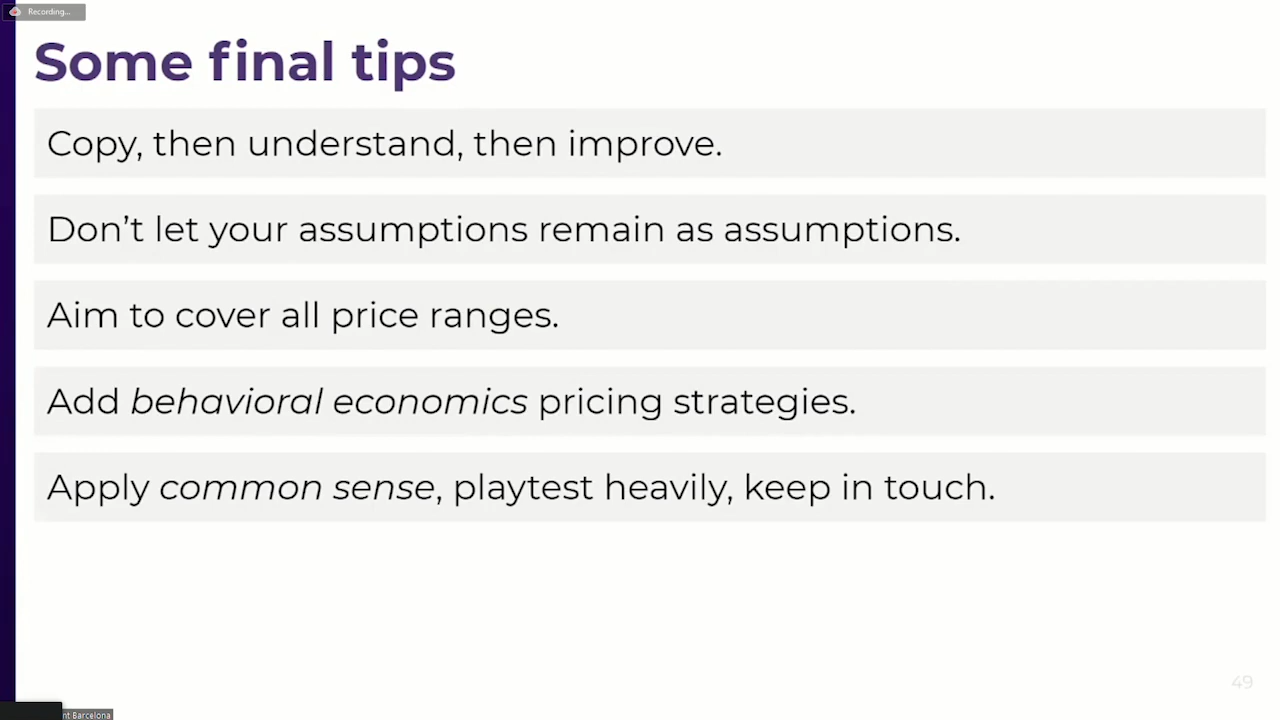 Recording...
Some final tips
Copy, then understand, then improve.
Don’t let your assumptions remain as assumptions.
Aim to cover all price ranges.
Add behavioral economics pricing strategies.
Apply common sense, playtest heavily, keep in touch.
49
Barcelona